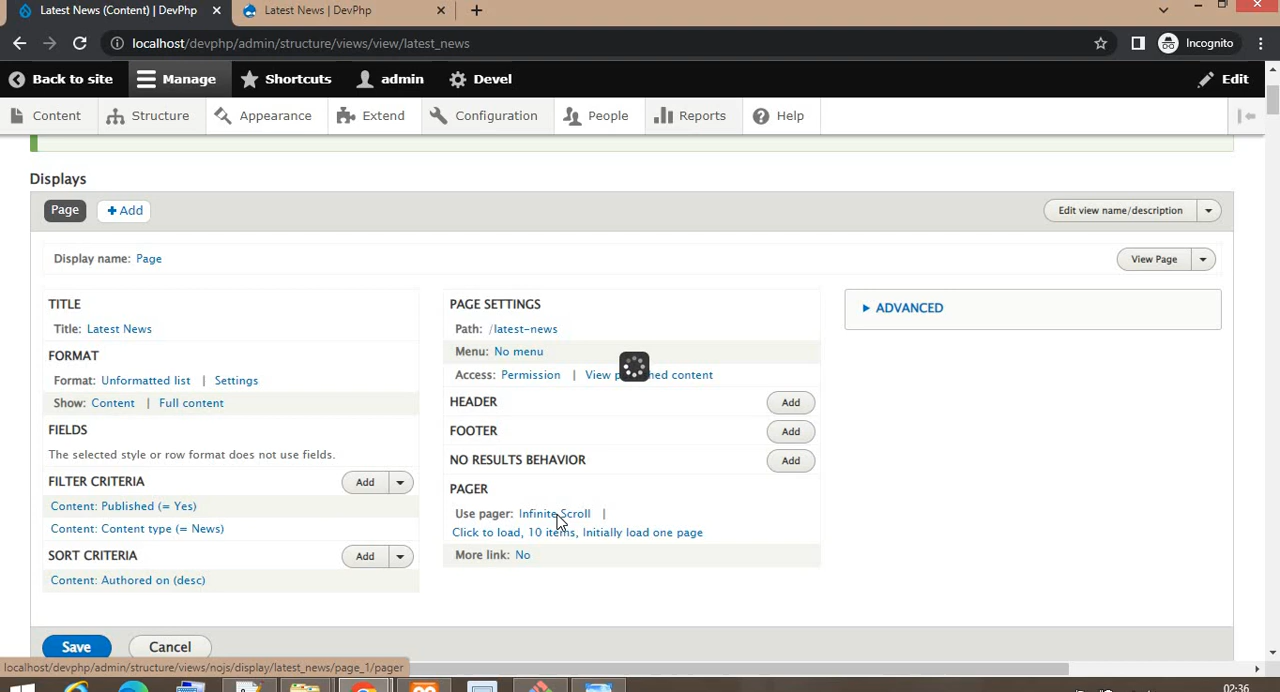 Latest News (Content) | DevPhp
Latest News | DevPhp
localhost/devphp/admin/structure/views/view/latest_news
Incognito
Back to site
Manage
Shortcuts
admin
Devel
Edit
Content
Structure
Appearance
Extend
Configuration
People
Reports
Help
Displays
Page
Add
Edit view name/description
Display name: Page
View Page
TITLE
Title: Latest News
FORMAT
Format: Unformatted list | Settings
Show: Content | Full content
FIELDS
The selected style or row format does not use fields.
FILTER CRITERIA
Add
Content: Published (= Yes)
Content: Content type (= News)
SORT CRITERIA
Add
Content: Authored on (desc)
PAGE SETTINGS
Path: /latest-news
Menu: No menu
Access: Permission | View published content
HEADER
Add
FOOTER
Add
NO RESULTS BEHAVIOR
Add
PAGER
Use pager: Infinite Scroll |
Click to load, 10 items, Initially load one page
More link: No
ADVANCED
Save
Cancel
localhost/devphp/admin/structure/views/nojs/display/latest_news/page_1/pager
02:36